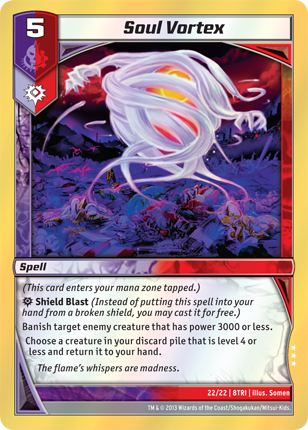 5
Soul Vortex
Spell
(This card enters your mana zone tapped.)
Shield Blast (Instead of putting this spell into your
hand from a broken shield, you may cast it for free.)
Banish target enemy creature that has power 3000 or less.
Choose a creature in your discard pile that is level 4 or
less and return it to your hand.
The flame's whispers are madness.
22/22 | 8TRI | illus. Somen
TM & © 2013 Wizards of the Coast/Shogakukan/Mitsui-Kids.